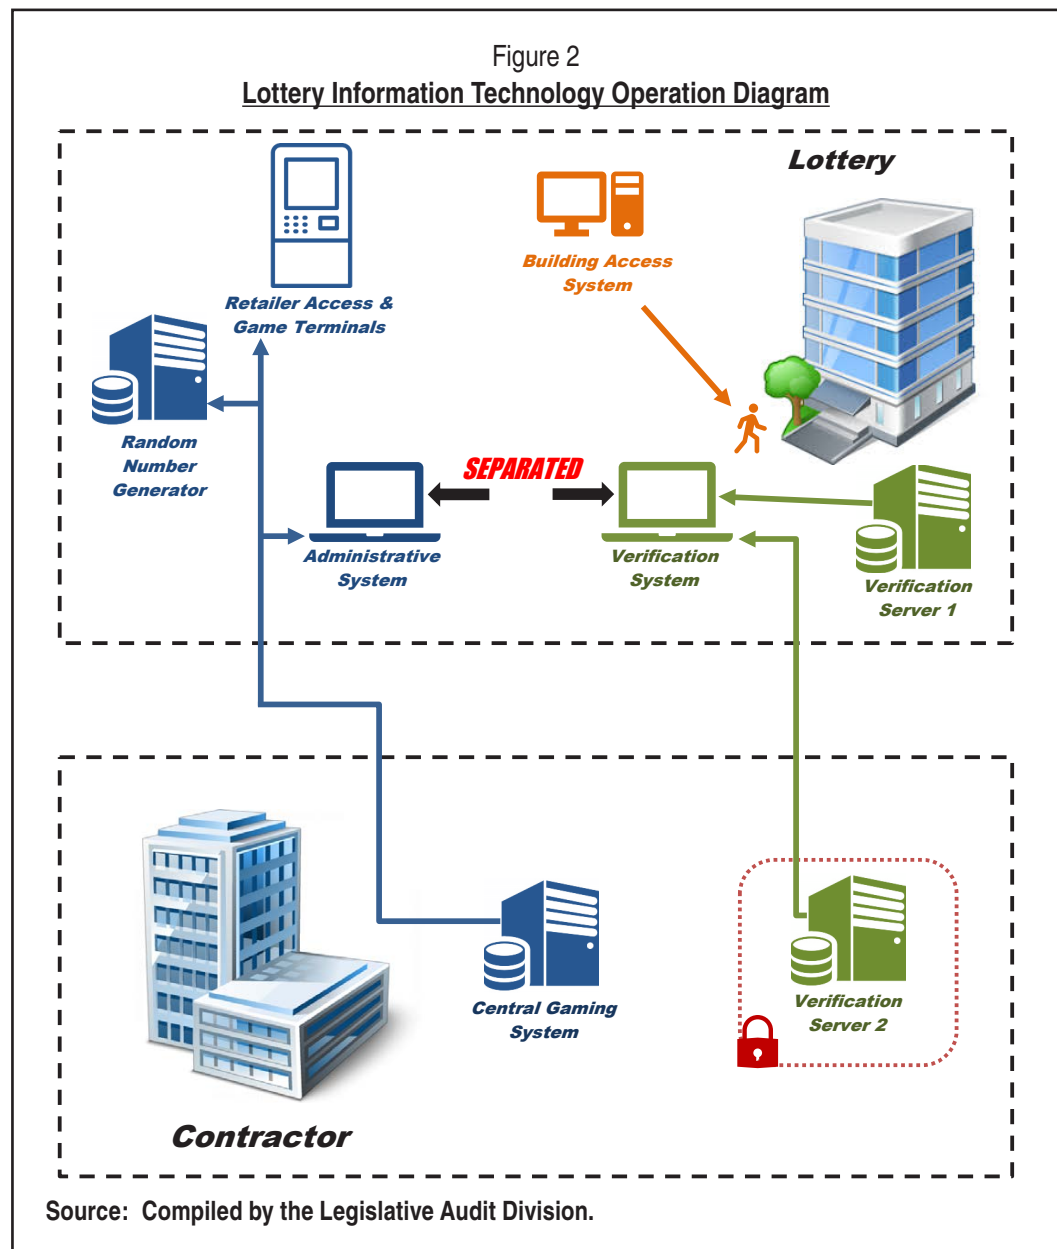 Figure 2
Lottery Information Technology Operation Diagram
Lottery
Building Access
System
Retailer Access &
Game Terminals
Random
Number
Generator
SEPARATED
Administrative
System
Verification
System
Verification
Server 1
Central Gaming
System
Verification
Server 2
Contractor
Source: Compiled by the Legislative Audit Division.